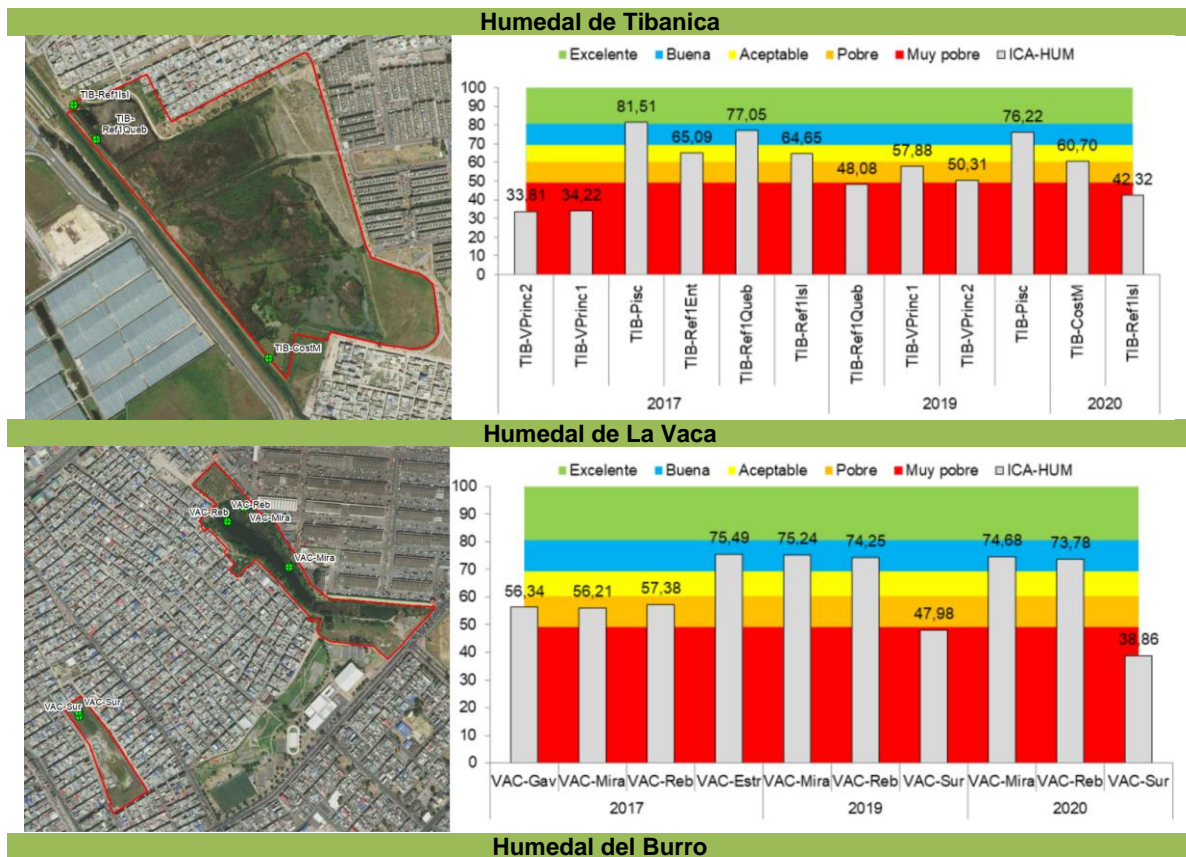 Humedal de Tibanica
TIB-Ref1Isl
TIB-
Ref1Queb
TIB-CostM
Excelente Buena Aceptable Pobre Muy pobre ICA-HUM
100
90
80
70
60
50
40
30
20
10
0
33,81
34,22
81,51
65,09
77,05
64,65
48,08
57,88
50,31
76,22
60,70
42,32
TIB-VPrinc2
TIB-VPrinc1
TIB-Pisc
TIB-Ref1Ent
TIB-Ref1Queb
TIB-Ref1Isl
TIB-Ref1Queb
TIB-VPrinc1
TIB-VPrinc2
TIB-Pisc
TIB-CostM
TIB-Ref1Isl
2017 2019 2020
Humedal de La Vaca
VAC-Reb
VAC-Reb
VAC-Mira
VAC-Mira
VAC-Sur
VAC-Sur
Excelente Buena Aceptable Pobre Muy pobre ICA-HUM
100
90
80
70
60
50
40
30
20
10
0
56,34
56,21
57,38
75,49
75,24
74,25
47,98
74,68
73,78
38,86
VAC-Gav VAC-Mira VAC-Reb VAC-Estr VAC-Mira VAC-Reb VAC-Sur VAC-Mira VAC-Reb VAC-Sur
2017 2019 2020
Humedal del Burro